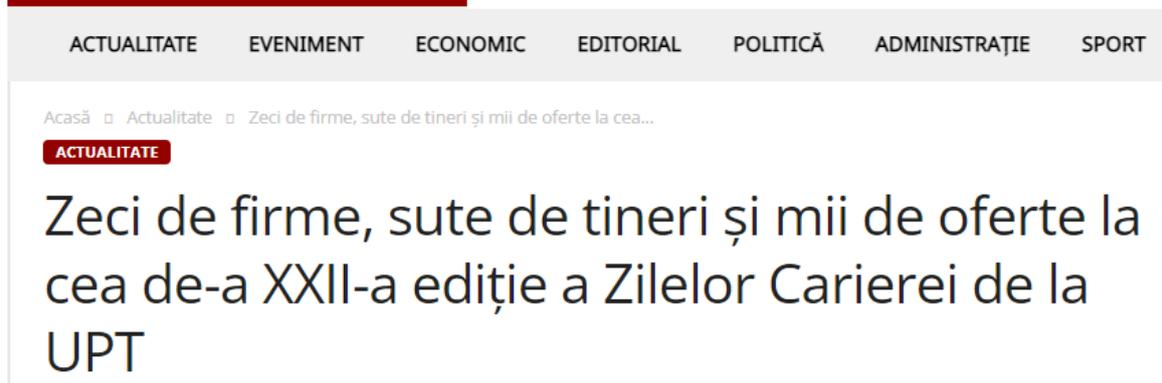 ACTUALITATE EVENIMENT ECONOMIC EDITORIAL POLITICĂ ADMINISTRAȚIE SPORT
Acasă Actualitate Zeci de firme, sute de tineri și mii de oferte la cea...
ACTUALITATE
Zeci de firme, sute de tineri și mii de oferte la
cea de-a XXII-a ediție a Zilelor Carierei de la
UPT